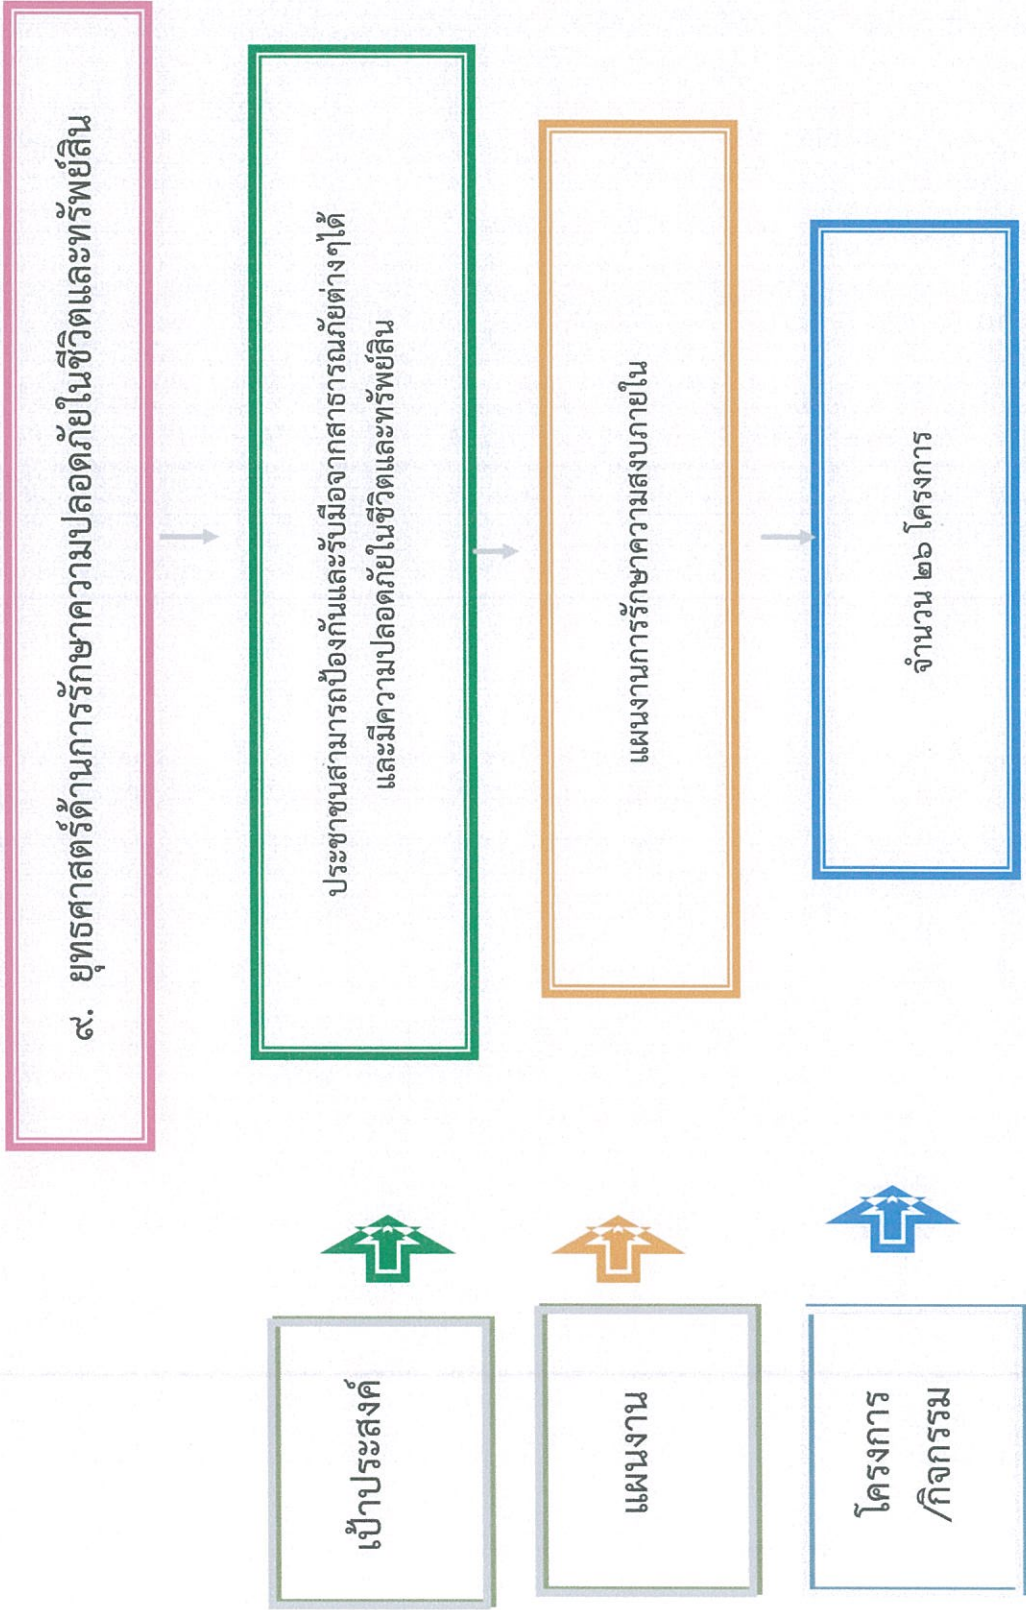 ๙. ยุทธศาสตร์ด้านการรักษาความปลอดภัยในชีวิตและทรัพย์สิน
เป้าประสงค์
ประชาชนสามารถป้องกันและรับมือจากสาธารณภัยต่างๆได้
และมีความปลอดภัยในชีวิตและทรัพย์สิน
แผนงาน
แผนงานการรักษาความสงบภายใน
โครงการ
/กิจกรรม
จำนวน ๒๖ โครงการ